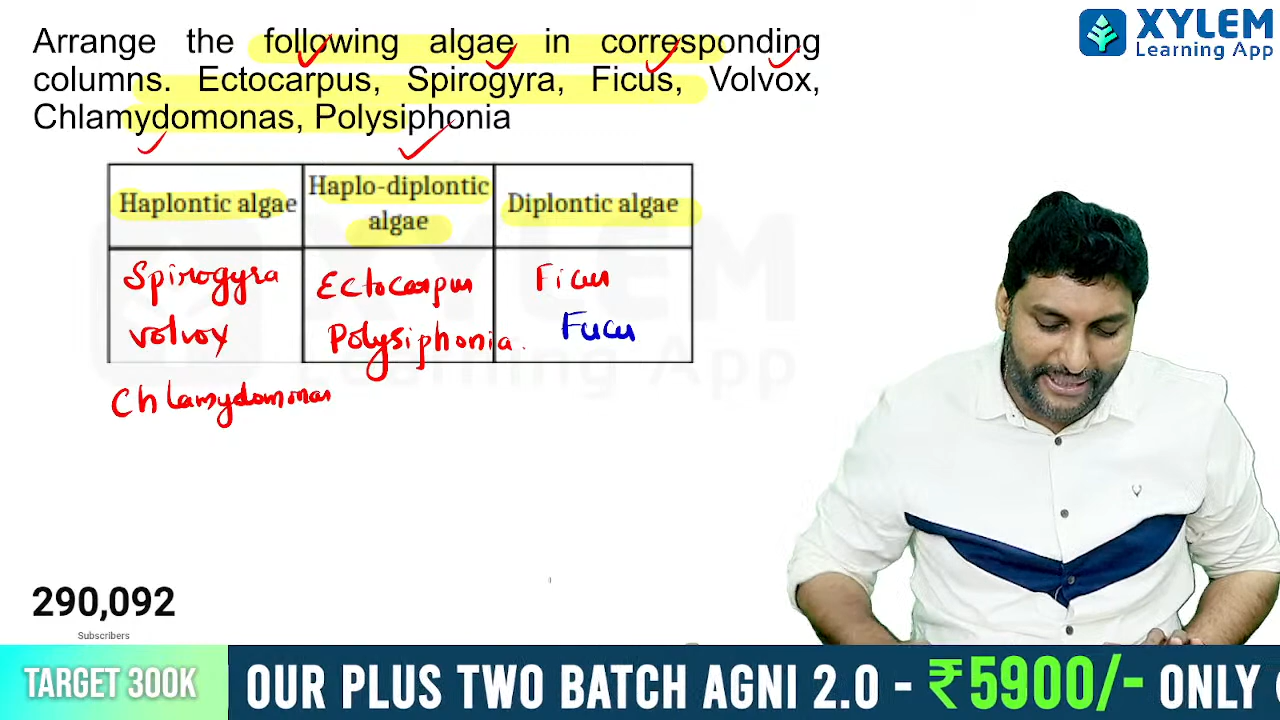 Arrange the following algae in corresponding
columns. Ectocarpus, Spirogyra, Ficus, Volvox,
Chlamydomonas, Polysiphonia
XYLEM
Learning App
Haplontic algae
Haplo-diplontic
algae
Diplontic algae
Spirogyra
Volvox
Chlamydomonas
Ectocarpus
Polysiphonia.
Ficus
Fucus
Learning App
290,092
Subscribers
TARGET 300K
OUR PLUS TWO BATCH AGNI 2.0 - ₹5900/- ONLY